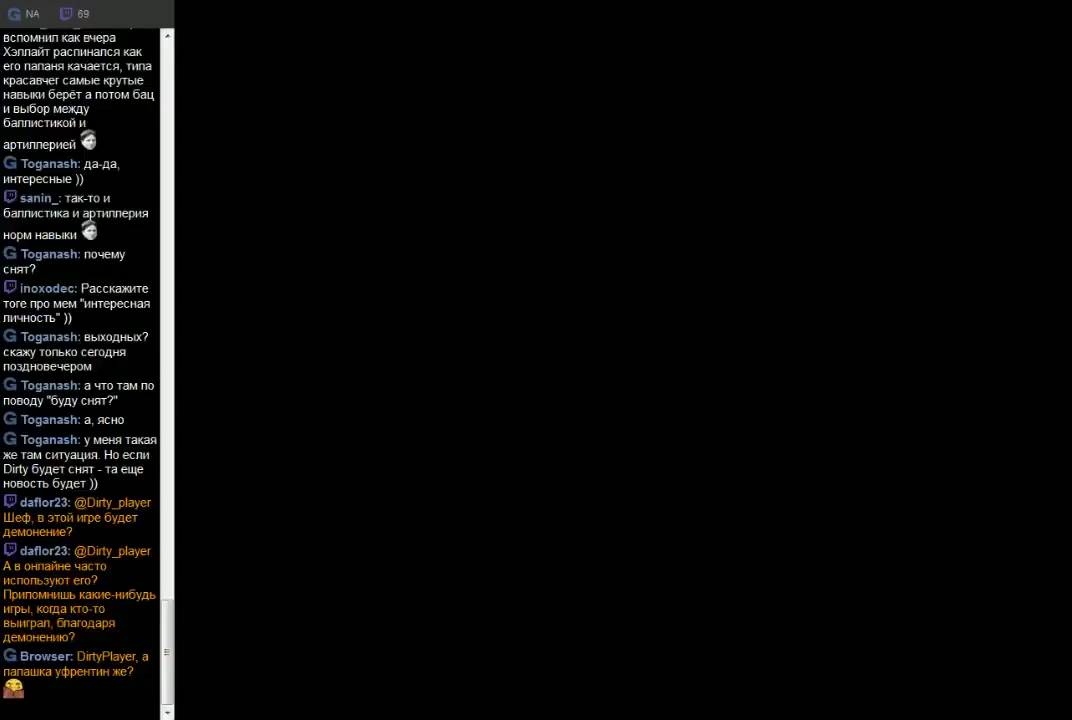 NA 69
вспомнил как вчера
Хэллайт распинался как
его папаня качается, типа
красавчег самые крутые
навыки берёт а потом бац
и выбор между
баллистикой и
артиллерией
Toganash: да-да,
интересные ))
sanin_: так-то и
баллистика и артиллерия
норм навыки
Toganash: почему
снят?
inoxodec: Расскажите
тоге про мем "интересная
личность" ))
Toganash: выходных?
скажу только сегодня
поздновечером
Toganash: а что там по
поводу "буду снят?"
Toganash: а, ясно
Toganash: у меня такая
же там ситуация. Но если
Dirty будет снят - та еще
новость будет ))
daflor23: @Dirty_player
Шеф, в этой игре будет
демонение?
daflor23: @Dirty_player
А в онлайне часто
используют его?
Припомнишь какие-нибудь
игры, когда кто-то
выиграл, благодаря
демонению?
Browser: DirtyPlayer, а
папашка уфрентин же?